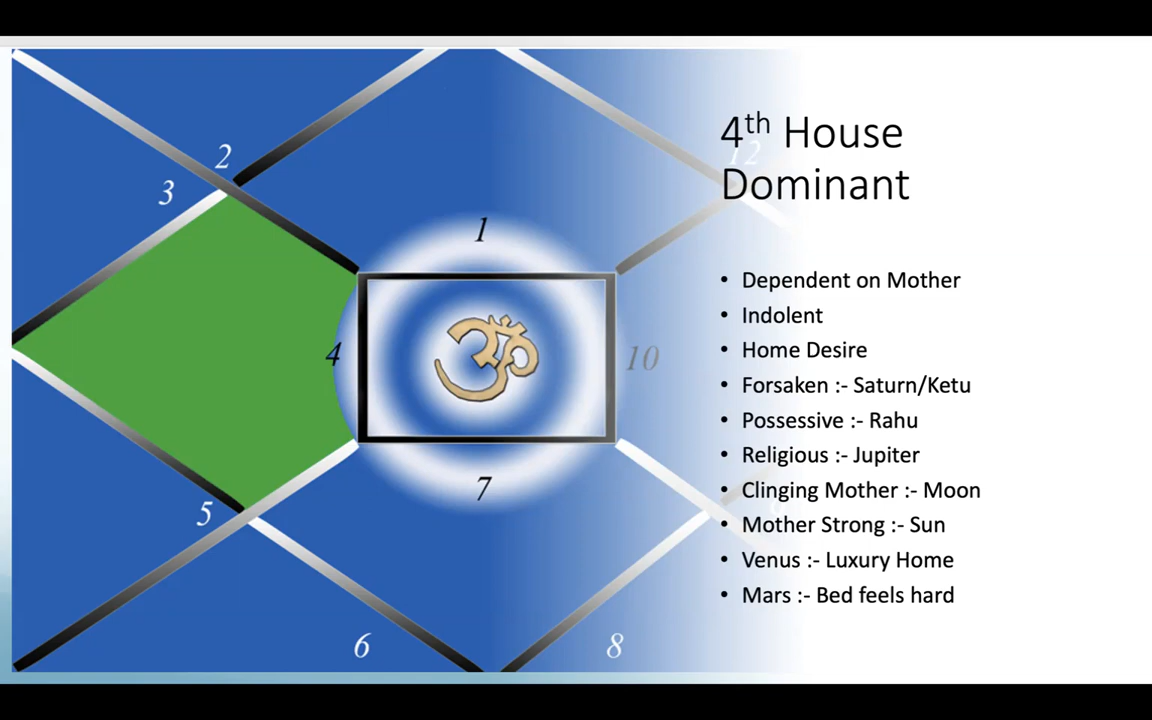 4th House
Dominant
12
2
3
1
4
10
7
5
6
8
• Dependent on Mother
• Indolent
• Home Desire
• Forsaken :- Saturn/Ketu
• Possessive :- Rahu
• Religious :- Jupiter
• Clinging Mother :- Moon
• Mother Strong :- Sun
• Venus :- Luxury Home
• Mars :- Bed feels hard
ॐ